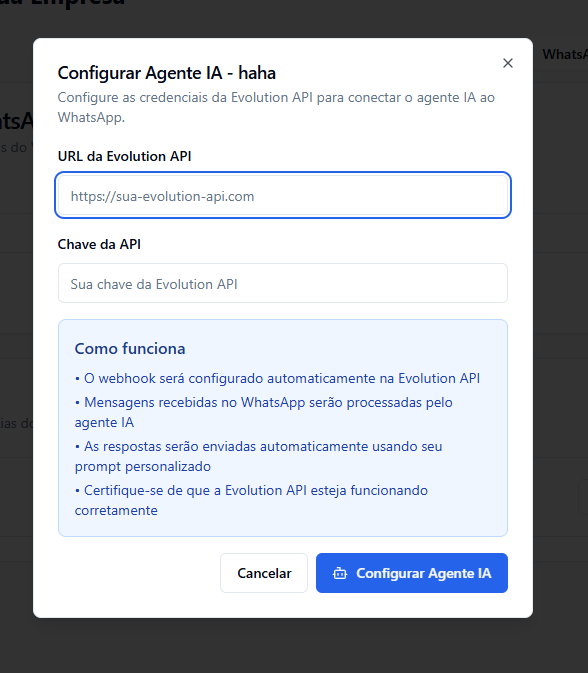 da Empresa
WhatsA
Configurar Agente IA - haha
Configure as credenciais da Evolution API para conectar o agente IA ao
WhatsApp.
URL da Evolution API
https://sua-evolution-api.com
Chave da API
Sua chave da Evolution API
Como funciona
• O webhook será configurado automaticamente na Evolution API
• Mensagens recebidas no WhatsApp serão processadas pelo
agente IA
• As respostas serão enviadas automaticamente usando seu
prompt personalizado
• Certifique-se de que a Evolution API esteja funcionando
corretamente
Cancelar
Configurar Agente IA